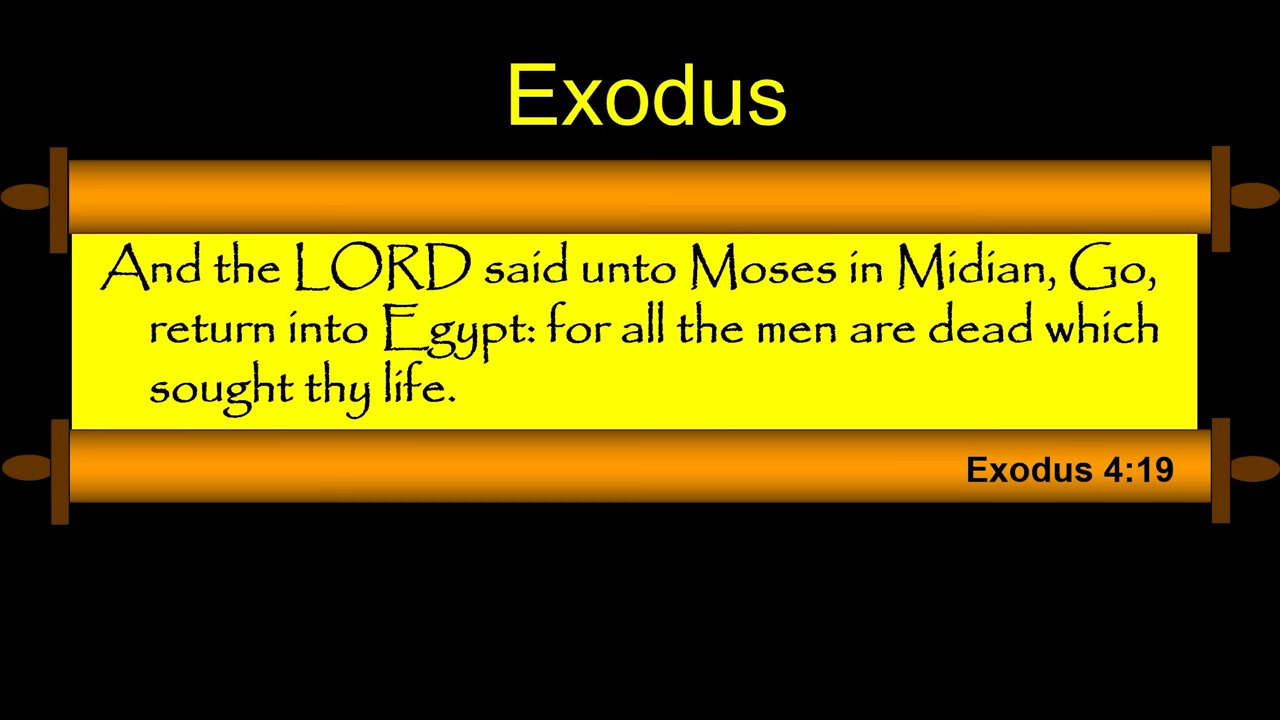 Exodus
And the LORD said unto Moses in Midian, Go,
return into Egypt: for all the men are dead which
sought thy life.
Exodus 4:19